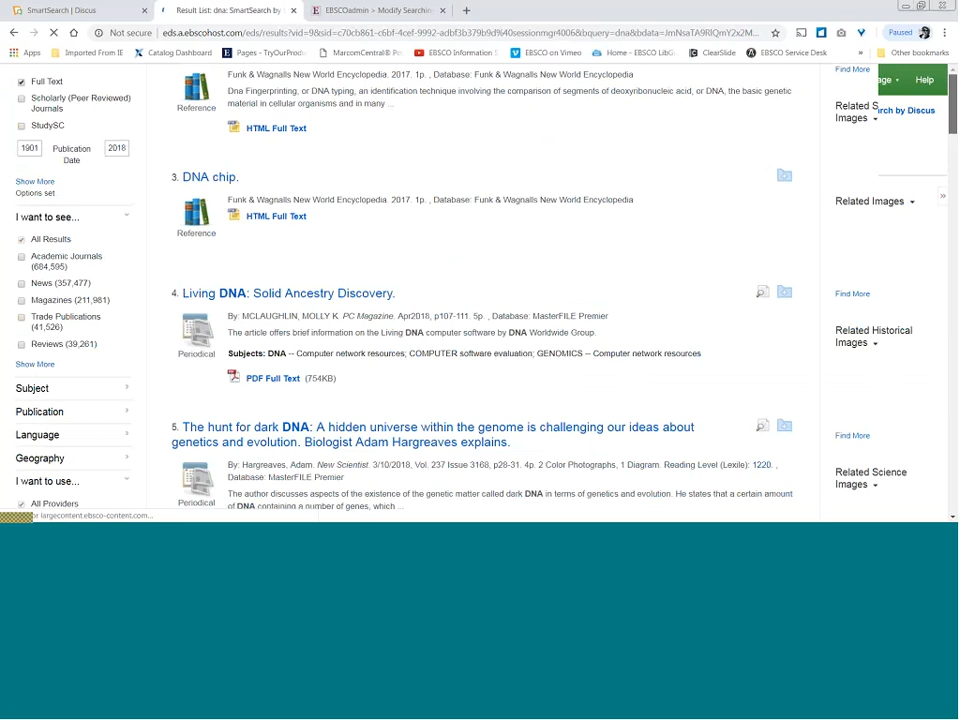 SmartSearch | Discus
Result List: dna: SmartSearch by
EBSCOadmin > Modify Searching
Not secure | eds.a.ebscohost.com/eds/results?vid=9&sid=c70cb861-c6bf-4cef-9992-adbf3b379b9d%40sessionmgr4006&bquery=dna&bdata=JmNsaTA9RlQmY2x2M...
Paused
Apps
Imported From IE
Catalog Dashboard
Pages - TryOurProdu
MarcomCentral® Po
EBSCO Information S
EBSCO on Vimeo
Home - EBSCO LibG
ClearSlide
EBSCO Service Desk
»
Other bookmarks
Full Text
Scholarly (Peer Reviewed)
Journals
StudySC
1901
Publication
Date
2018
Show More
Options set
I want to see...
All Results
Academic Journals
(684,595)
News (357,477)
Magazines (211,981)
Trade Publications
(41,526)
Reviews (39,261)
Show More
Subject
Publication
Language
Geography
I want to use...
All Providers
or largecontent.ebsco-content.com...
Funk & Wagnalls New World Encyclopedia. 2017. 1p. , Database: Funk & Wagnalls New World Encyclopedia
Dna Fingerprinting, or DNA typing, an identification technique involving the comparison of segments of deoxyribonucleic acid, or DNA, the basic genetic
material in cellular organisms and in many ...
Reference
HTML Full Text
3. DNA chip.
Funk & Wagnalls New World Encyclopedia. 2017. 1p. , Database: Funk & Wagnalls New World Encyclopedia
HTML Full Text
Reference
4. Living DNA: Solid Ancestry Discovery.
By: MCLAUGHLIN, MOLLY K. PC Magazine. Apr2018, p107-111. 5p. , Database: MasterFILE Premier
The article offers brief information on the Living DNA computer software by DNA Worldwide Group.
Periodical
Subjects: DNA -- Computer network resources; COMPUTER software evaluation; GENOMICS -- Computer network resources
PDF Full Text (754KB)
5. The hunt for dark DNA: A hidden universe within the genome is challenging our ideas about
genetics and evolution. Biologist Adam Hargreaves explains.
By: Hargreaves, Adam. New Scientist. 3/10/2018, Vol. 237 Issue 3168, p28-31. 4p. 2 Color Photographs, 1 Diagram. Reading Level (Lexile): 1220. ,
Database: MasterFILE Premier
The author discusses aspects of the existence of the genetic matter called dark DNA in terms of genetics and evolution. He states that a certain amount
of DNA containing a number of genes, which ...
Periodical
Find More
age
Help
Related S
Images
rch by Discus
Related Images
»
Find More
Related Historical
Images
Find More
Related Science
Images